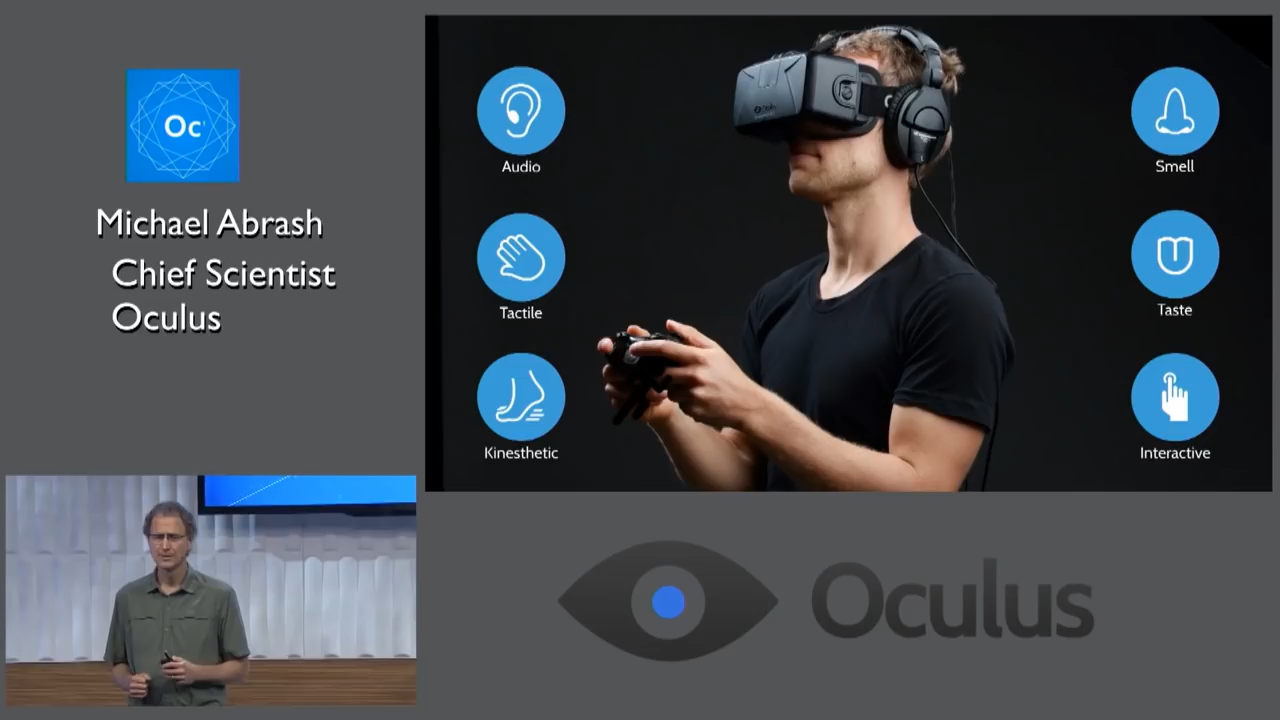 Oc
Michael Abrash
Chief Scientist
Oculus
Audio
Tactile
Kinesthetic
Smell
Taste
Interactive
Oculus